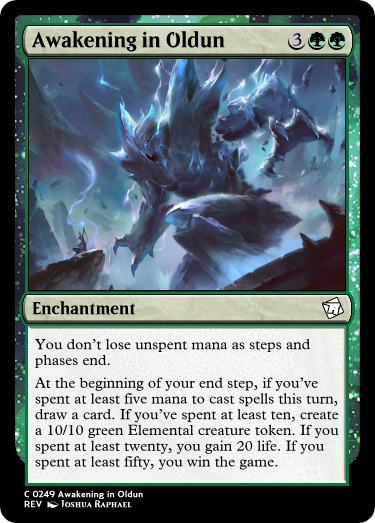 Awakening in Oldun 3
Enchantment
You don't lose unspent mana as steps and
phases end.
At the beginning of your end step, if you've
spent at least five mana to cast spells this turn,
draw a card. If you've spent at least ten, create
a 10/10 green Elemental creature token. If you
spent at least twenty, you gain 20 life. If you
spent at least fifty, you win the game.
C 0249 Awakening in Oldun
REV Joshua Raphael